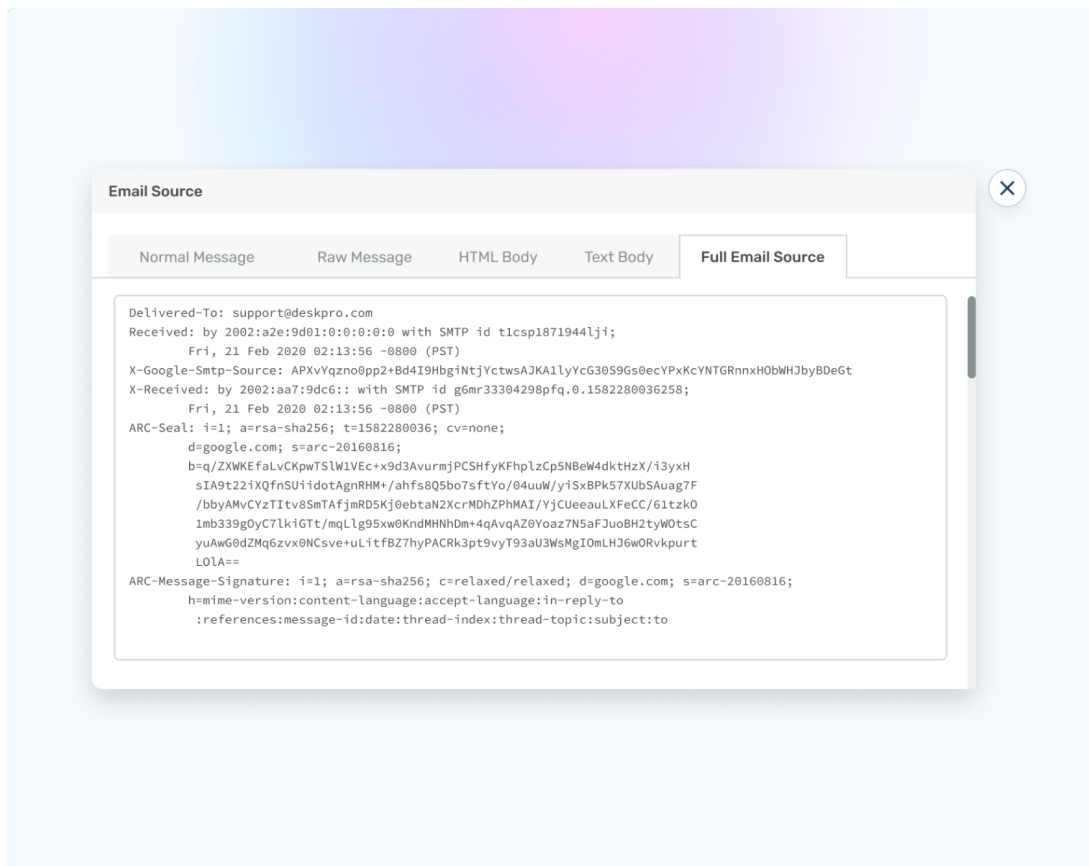 Email Source
Normal Message Raw Message HTML Body Text Body Full Email Source
Delivered-To: support@deskpro.com
Received: by 2002:a2e:9d01:0:0:0:0:0 with SMTP id t1csp1871944lji;
Fri, 21 Feb 2020 02:13:56 -0800 (PST)
X-Google-Smtp-Source: APXvYqzno0pp2+Bd4I9HbgiNtjYctwsAJKA1lyYcG30S9Gs0ecYPxKcYNTGRnnxHObWHJbyBDeGt
X-Received: by 2002:aa7:9dc6:: with SMTP id g6mr33304298pfq.0.1582280036258;
Fri, 21 Feb 2020 02:13:56 -0800 (PST)
ARC-Seal: i=1; a=rsa-sha256; t=1582280036; cv=none;
d=google.com; s=arc-20160816;
b=q/ZXWKEfaLvCKpwTSlW1VEc+x9d3AvurmjPCSHfyKFhplzCp5NBeW4dktHzX/i3yxH
sIA9t22iXQfnSUiidotAgnRHM+/ahfs8Q5bo7sftYo/04uuW/yiSxBPk57XUbSAuag7F
/bbyAMvCYzTItv8SmTAfjmRD5Kj0ebtaN2XcrMDhZPhMAI/YjCUeeauLXFeCC/61tzkO
1mb339gOyC7lkiGTt/mqLlg95xw0KndMHNhDm+4qAvqAZ0Yoaz7N5aFJuoBH2tyWOtsC
yuAwG0dZMq6zvx0NCsve+uLitfBZ7hyPACRk3pt9vyT93aU3WsMgIOmLHJ6wORvkpurt
LOlA==
ARC-Message-Signature: i=1; a=rsa-sha256; c=relaxed/relaxed; d=google.com; s=arc-20160816;
h=mime-version:content-language:accept-language:in-reply-to
:references:message-id:date:thread-index:thread-topic:subject:to